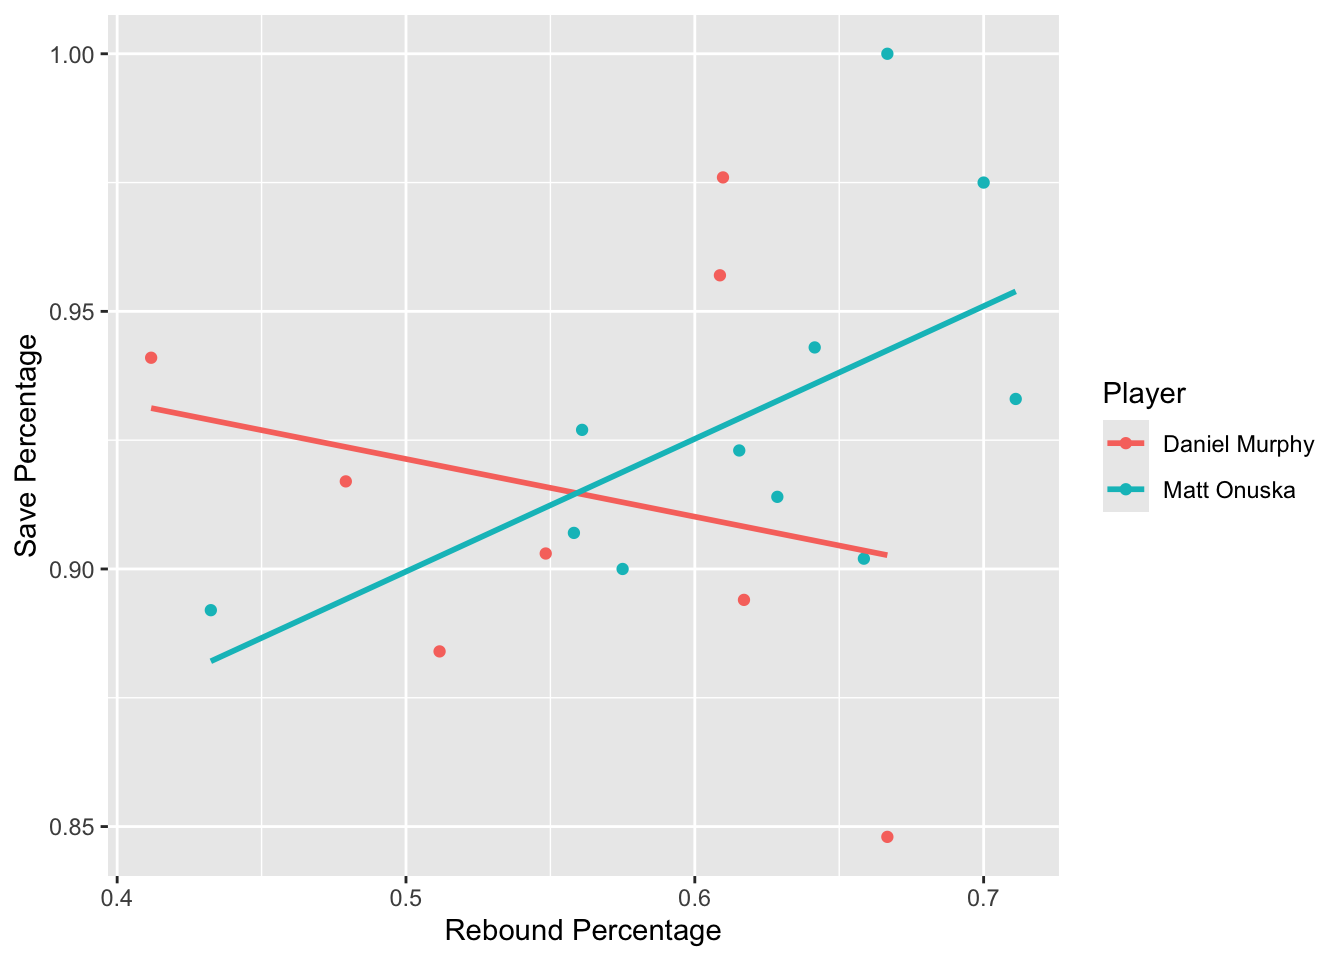 1.00
0.95
0.90
0.85
Save Percentage
0.4 0.5 0.6 0.7
Rebound Percentage
Player
Daniel Murphy
Matt Onuska